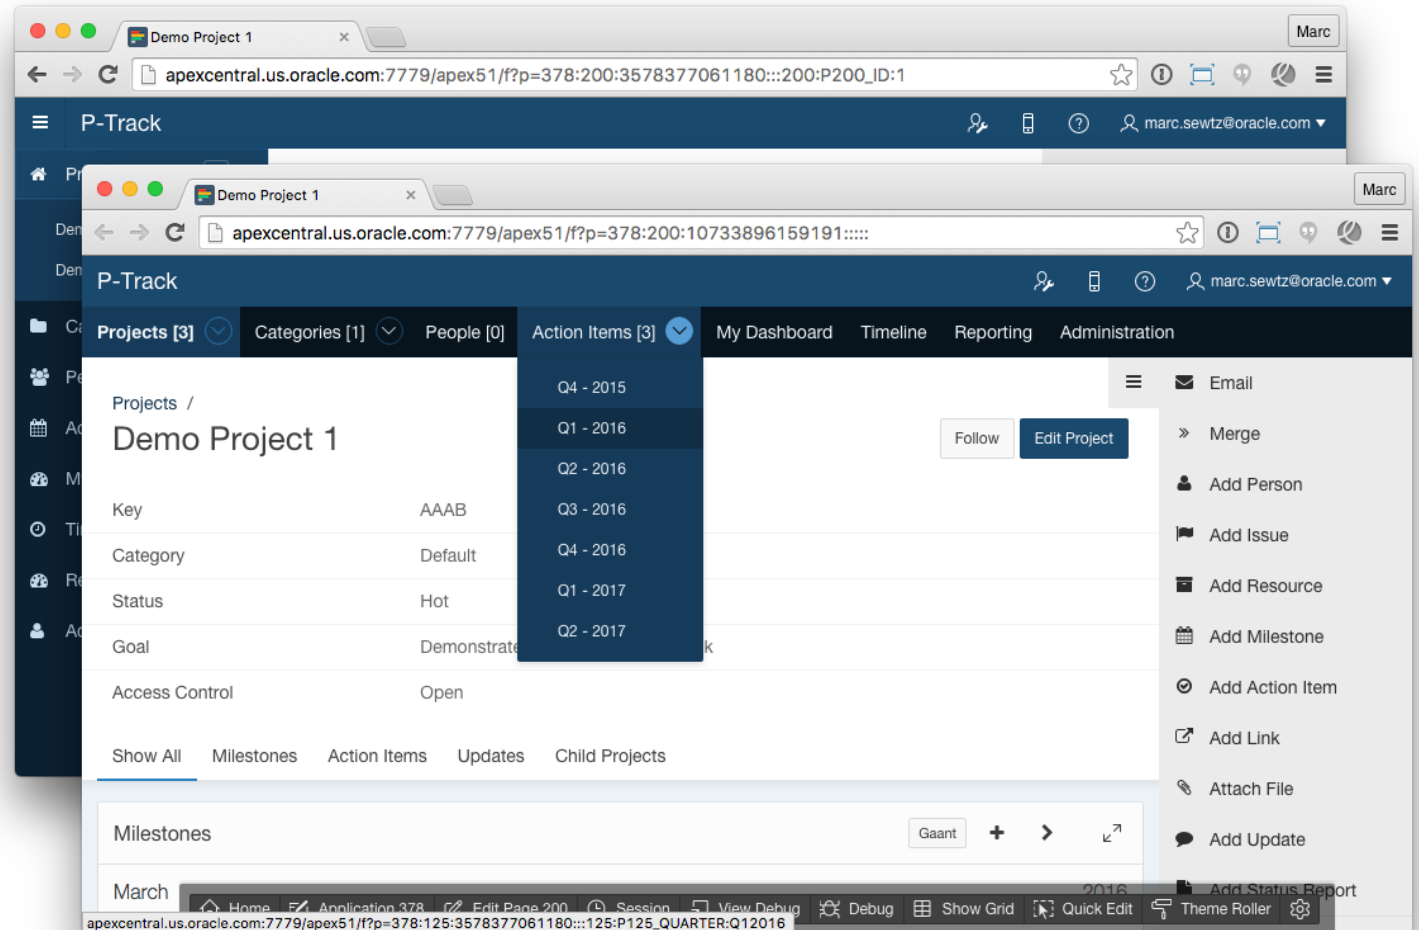 Demo Project 1
Marc
apexcentral.us.oracle.com:7779/apex51/f?p=378:200:3578377061180:::200:P200_ID:1
P-Track
marc.sewtz@oracle.com
Demo Project 1
Marc
apexcentral.us.oracle.com:7779/apex51/f?p=378:200:10733896159191:::::
P-Track
marc.sewtz@oracle.com
Projects [3] Categories [1] People [0] Action Items [3] My Dashboard Timeline Reporting Administration
Q4 - 2015
Q1 - 2016
Q2 - 2016
Q3 - 2016
Q4 - 2016
Q1 - 2017
Q2 - 2017
Projects /
Demo Project 1
Follow Edit Project
Key AAAB
Category Default
Status Hot
Goal Demonstrate
Access Control Open
Show All Milestones Action Items Updates Child Projects
Milestones
Gaant
March 2016
Email
Merge
Add Person
Add Issue
Add Resource
Add Milestone
Add Action Item
Add Link
Attach File
Add Update
Add Status Report
Home Application 378 Edit Page 200 Session View Debug Debug Show Grid Quick Edit Theme Roller
apexcentral.us.oracle.com:7779/apex51/f?p=378:125:3578377061180:::125:P125_QUARTER:Q12016